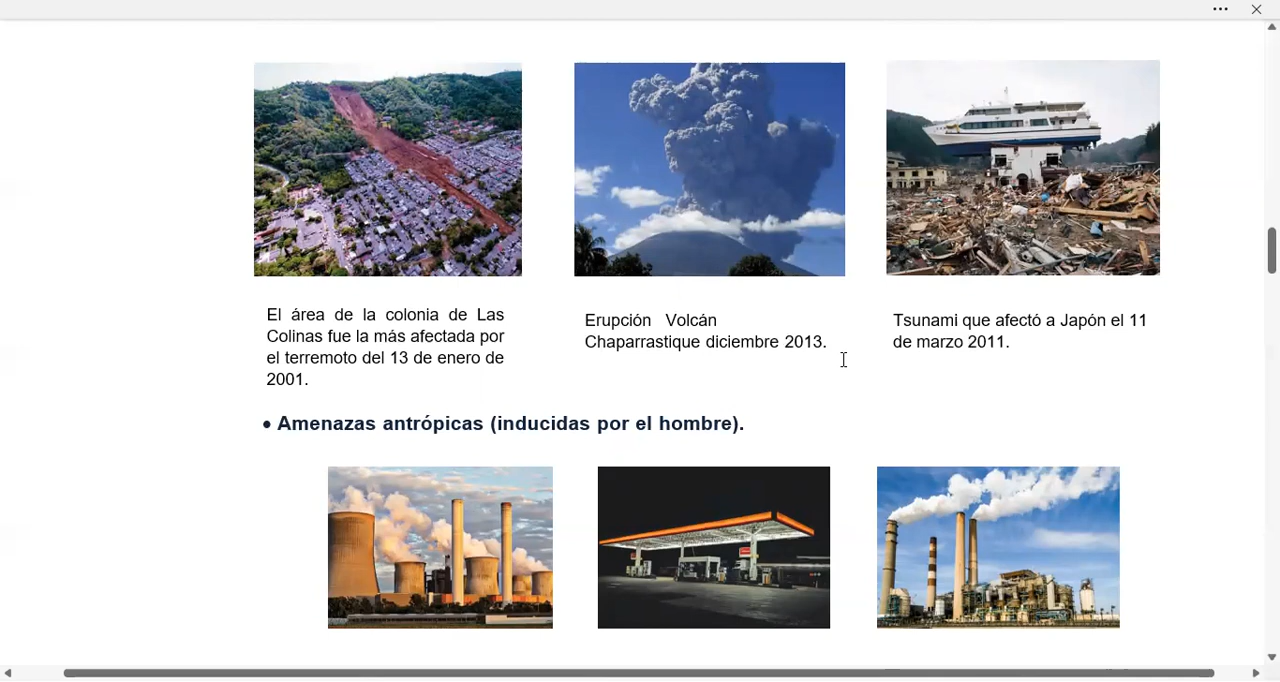 El área de la colonia de Las
Colinas fue la más afectada por
el terremoto del 13 de enero de
2001.
Erupción Volcán
Chaparrastique diciembre 2013.
Tsunami que afectó a Japón el 11
de marzo 2011.
• Amenazas antrópicas (inducidas por el hombre).